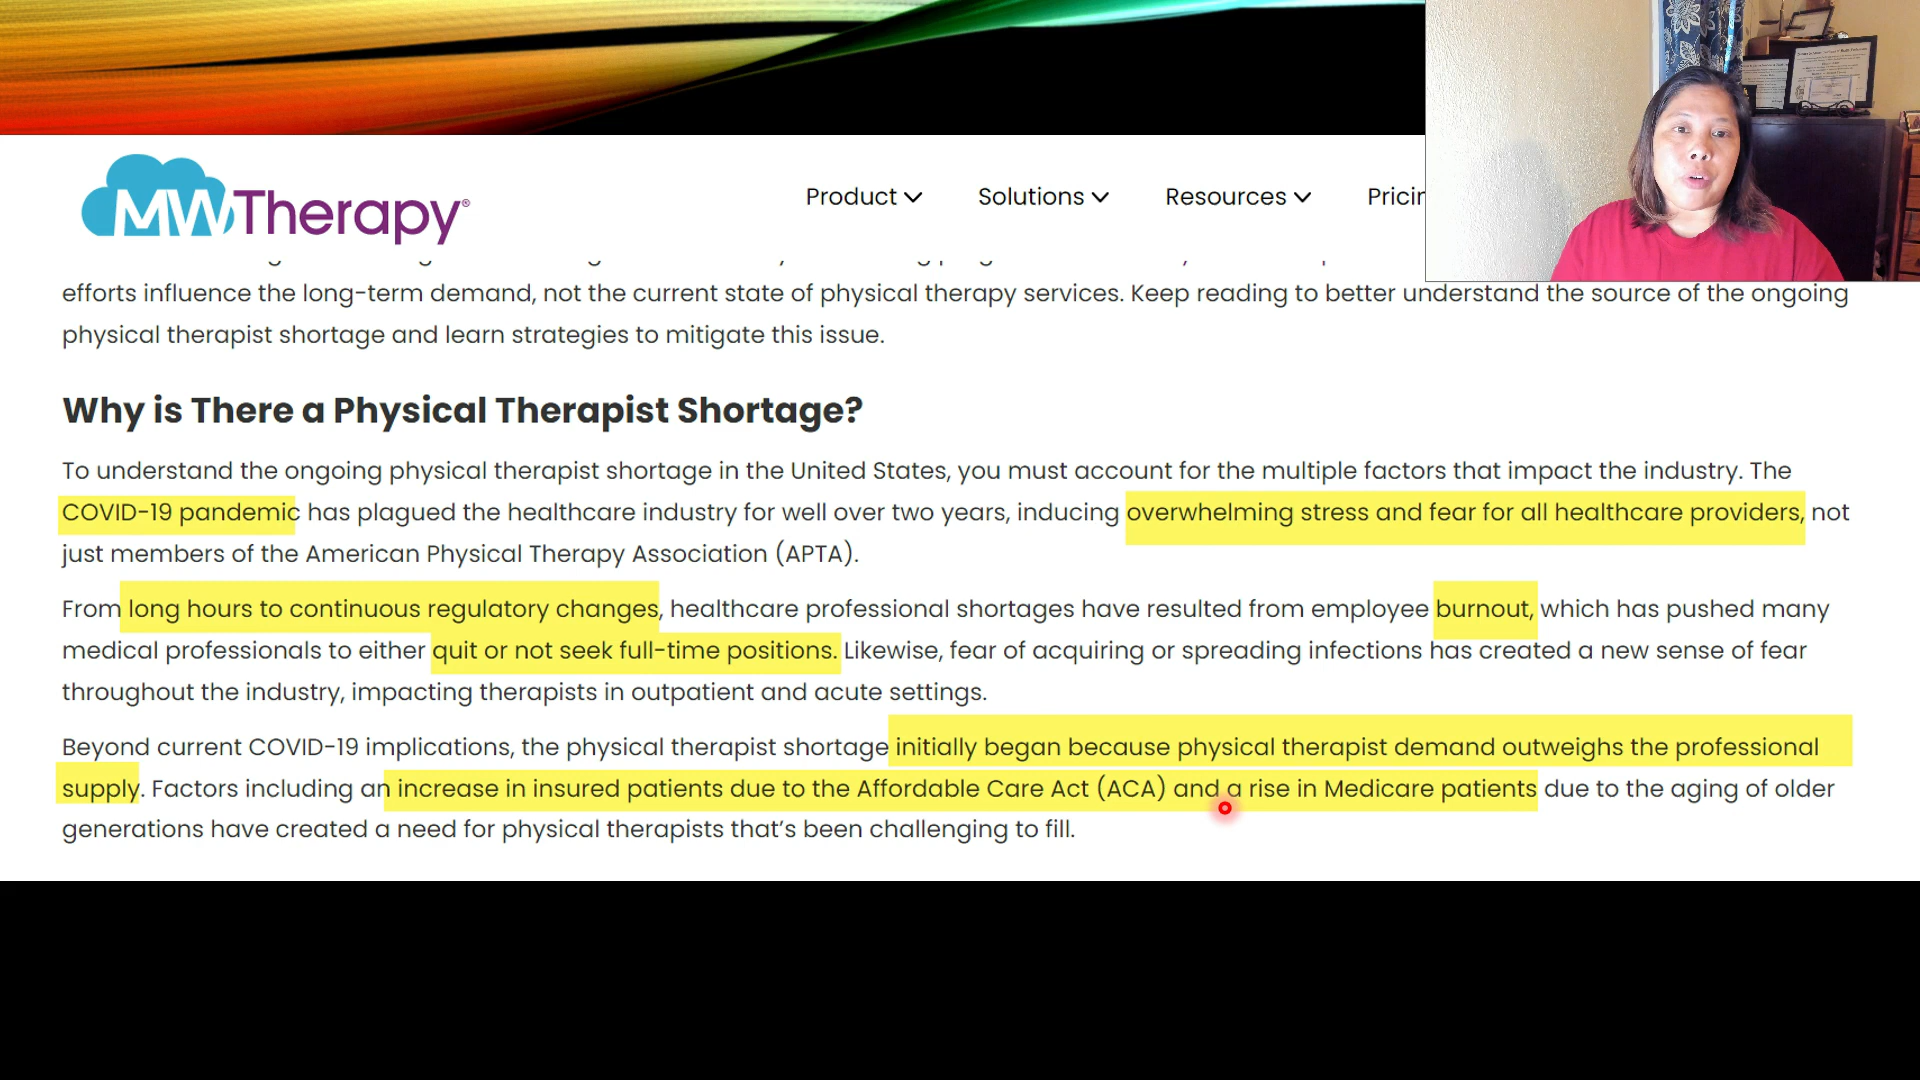 MWTherapy®
Product
Solutions
Resources
Pricin
efforts influence the long-term demand, not the current state of physical therapy services. Keep reading to better understand the source of the ongoing
physical therapist shortage and learn strategies to mitigate this issue.
Why is There a Physical Therapist Shortage?
To understand the ongoing physical therapist shortage in the United States, you must account for the multiple factors that impact the industry. The
COVID-19 pandemic has plagued the healthcare industry for well over two years, inducing overwhelming stress and fear for all healthcare providers, not
just members of the American Physical Therapy Association (APTA).
From long hours to continuous regulatory changes, healthcare professional shortages have resulted from employee burnout, which has pushed many
medical professionals to either quit or not seek full-time positions. Likewise, fear of acquiring or spreading infections has created a new sense of fear
throughout the industry, impacting therapists in outpatient and acute settings.
Beyond current COVID-19 implications, the physical therapist shortage initially began because physical therapist demand outweighs the professional
supply. Factors including an increase in insured patients due to the Affordable Care Act (ACA) and a rise in Medicare patients due to the aging of older
generations have created a need for physical therapists that's been challenging to fill.